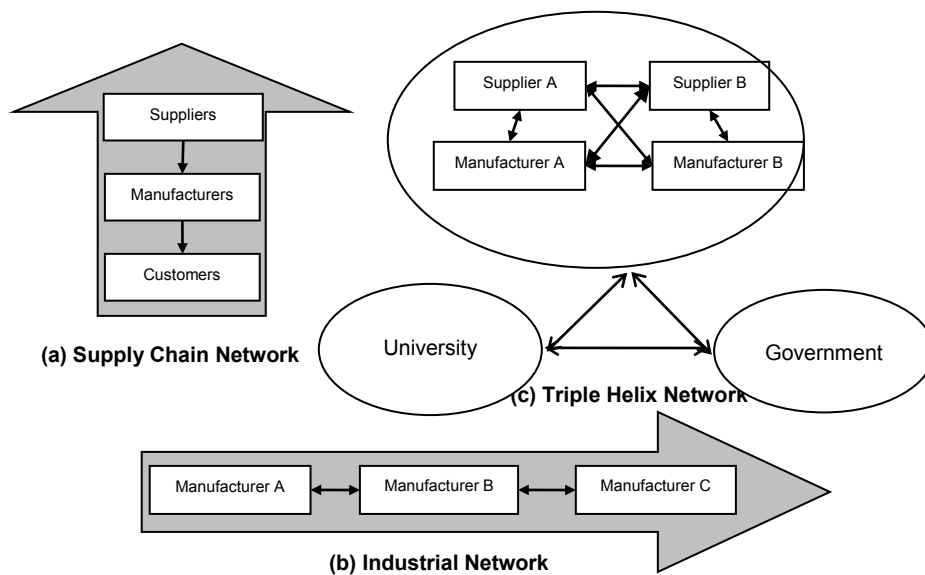 Suppliers
Manufacturers
Customers
(a) Supply Chain Network
Supplier A
Supplier B
Manufacturer A
Manufacturer B
University
Government
(c) Triple Helix Network
Manufacturer A
Manufacturer B
Manufacturer C
(b) Industrial Network